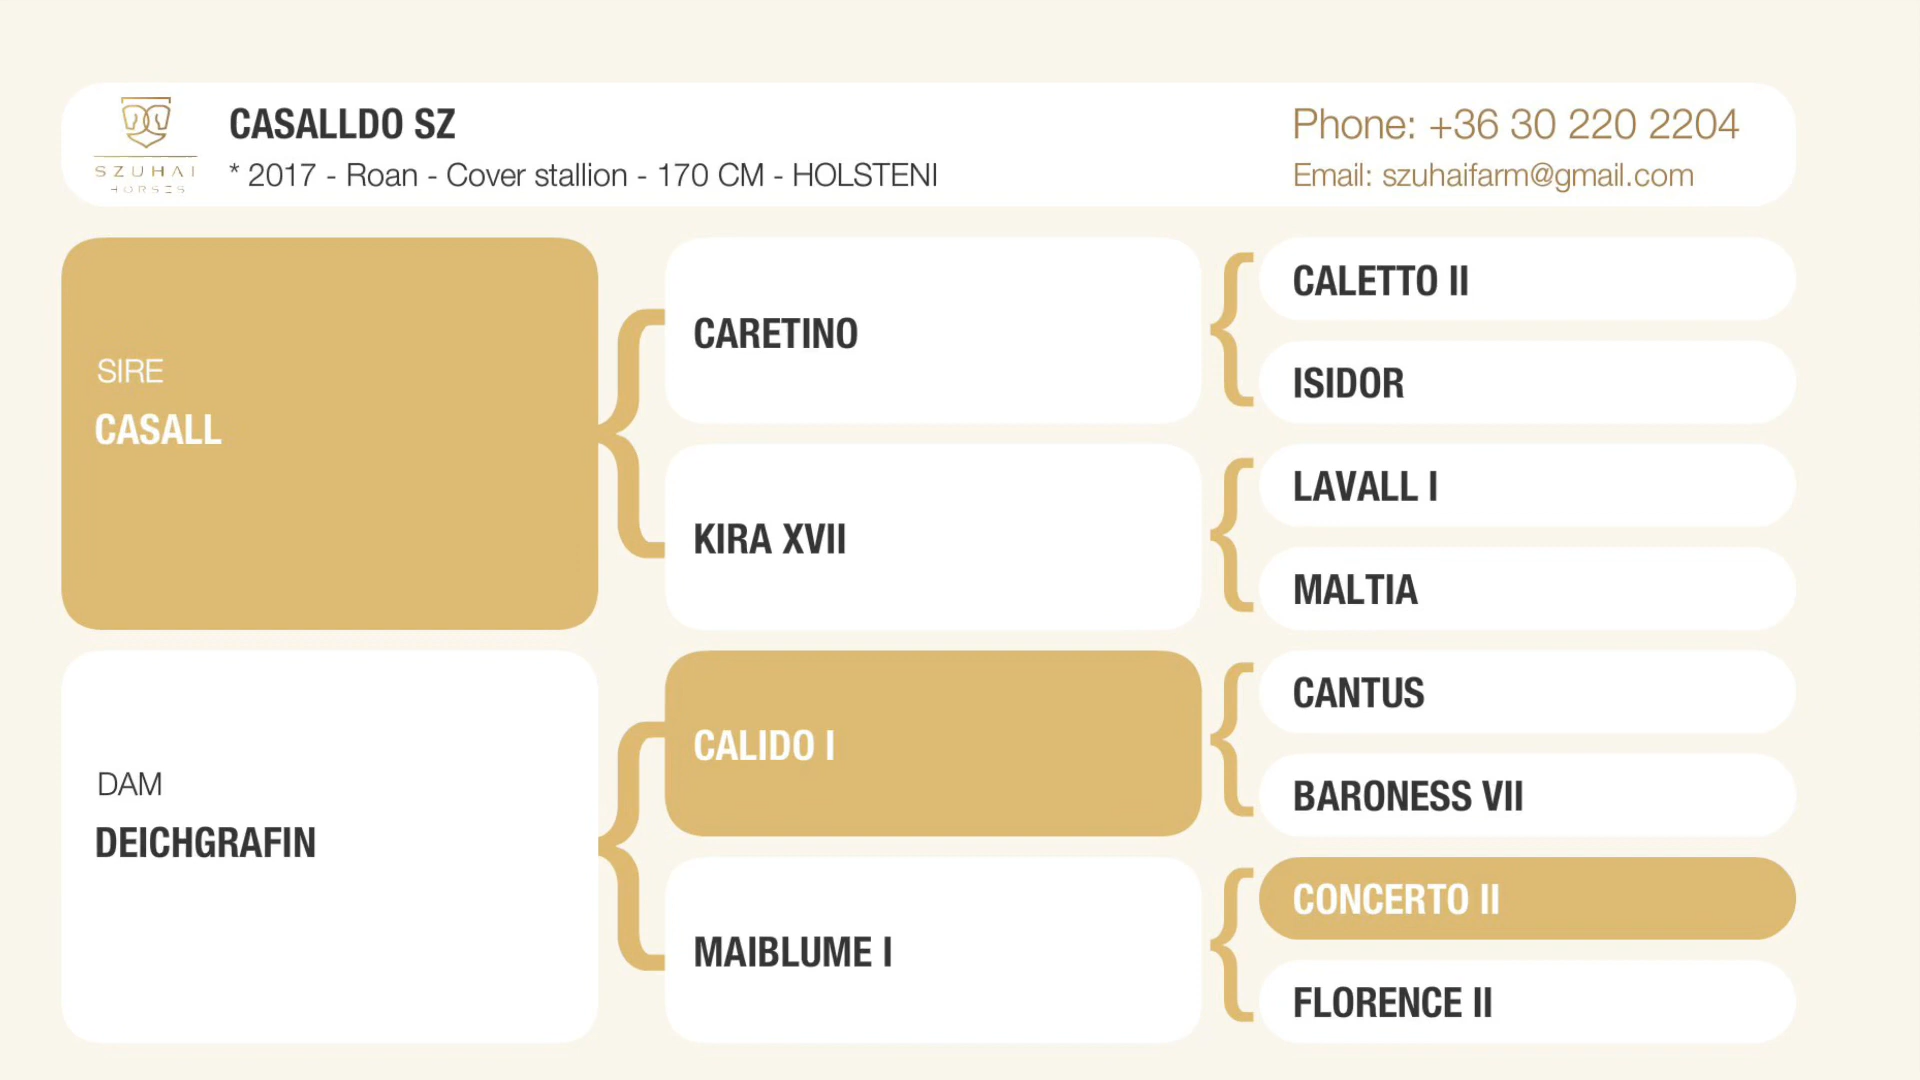 SZUHAI
HORSES
CASALLDO SZ
* 2017 - Roan - Cover stallion - 170 CM - HOLSTENI
Phone: +36 30 220 2204
Email: szuhaifarm@gmail.com
SIRE
CASALL
CARETINO
KIRA XVII
CALETTO II
ISIDOR
LAVALL I
MALTIA
DAM
DEICHGRAFIN
CALIDO I
MAIBLUME I
CANTUS
BARONESS VII
CONCERTO II
FLORENCE II